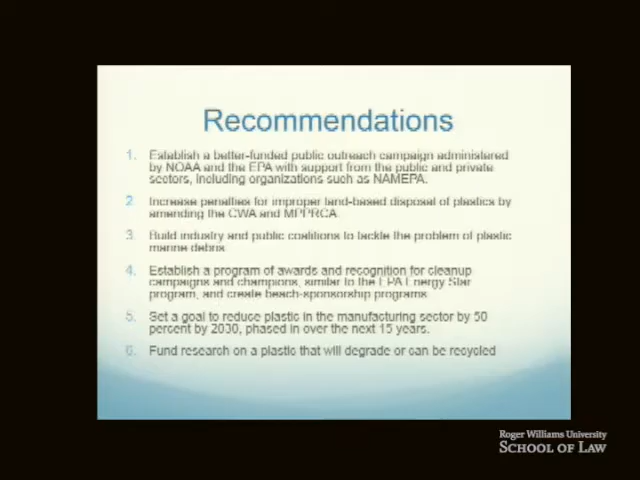 Recommendations
1. Establish a better-funded public outreach campaign administered
by NOAA and the EPA with support from the public and private
sectors, including organizations such as NAMEPA.
2. Increase penalties for improper land-based disposal of plastics by
amending the CWA and MPPRCA
3. Build industry and public coalitions to tackle the problem of plastic
marine debris
4. Establish a program of awards and recognition for cleanup
campaigns and champions, similar to the EPA Energy Star
program, and create beach-sponsorship programs
5. Set a goal to reduce plastic in the manufacturing sector by 50
percent by 2030, phased in over the next 15 years.
6. Fund research on a plastic that will degrade or can be recycled
Roger Williams University
SCHOOL OF LAW